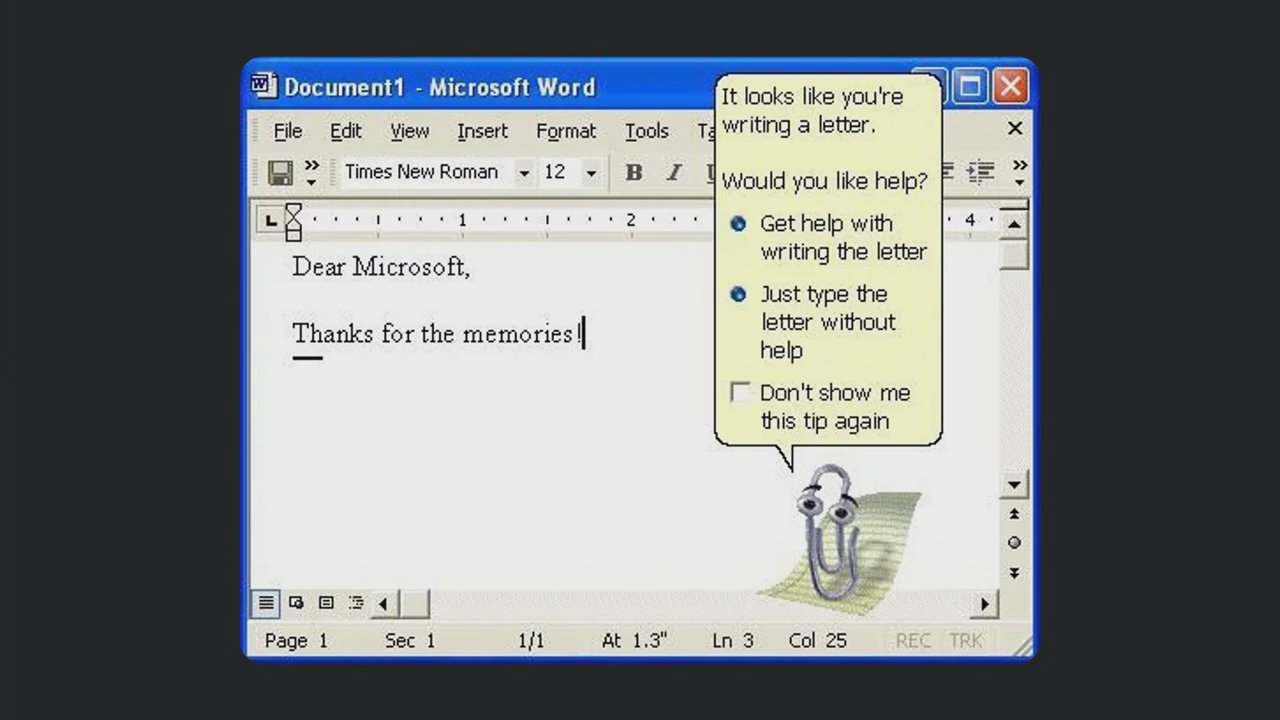 Document1 - Microsoft Word
File Edit View Insert Format Tools
Times New Roman 12 B I
1 2 4
Dear Microsoft,
Thanks for the memories!
It looks like you're
writing a letter.
Would you like help?
Get help with
writing the letter
Just type the
letter without
help
Don't show me
this tip again
Page 1 Sec 1 1/1 At 1.3" Ln 3 Col 25 REC TRK